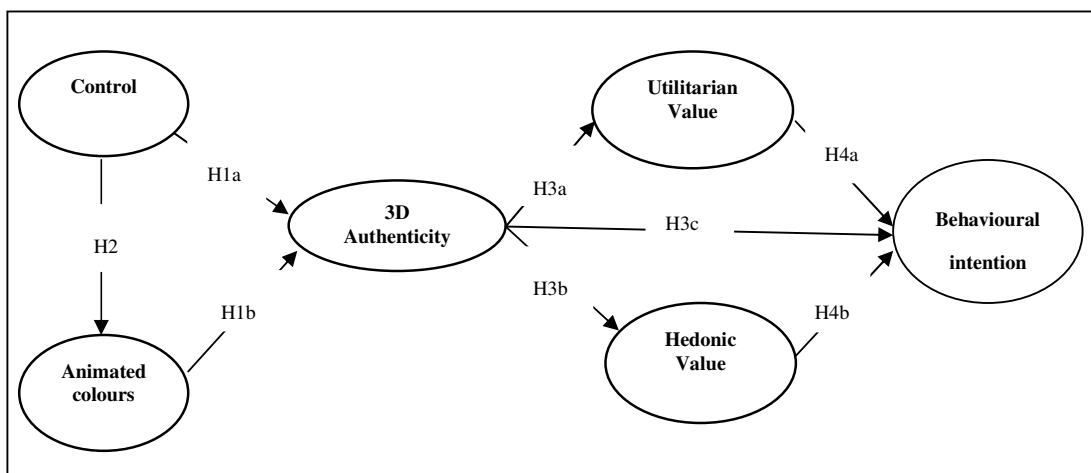 Control
Utilitarian
Value
H4a
H1a
H3a
3D
Authenticity
H3c
Behavioural
intention
H2
H3b
H1b
H4b
Animated
colours
Hedonic
Value